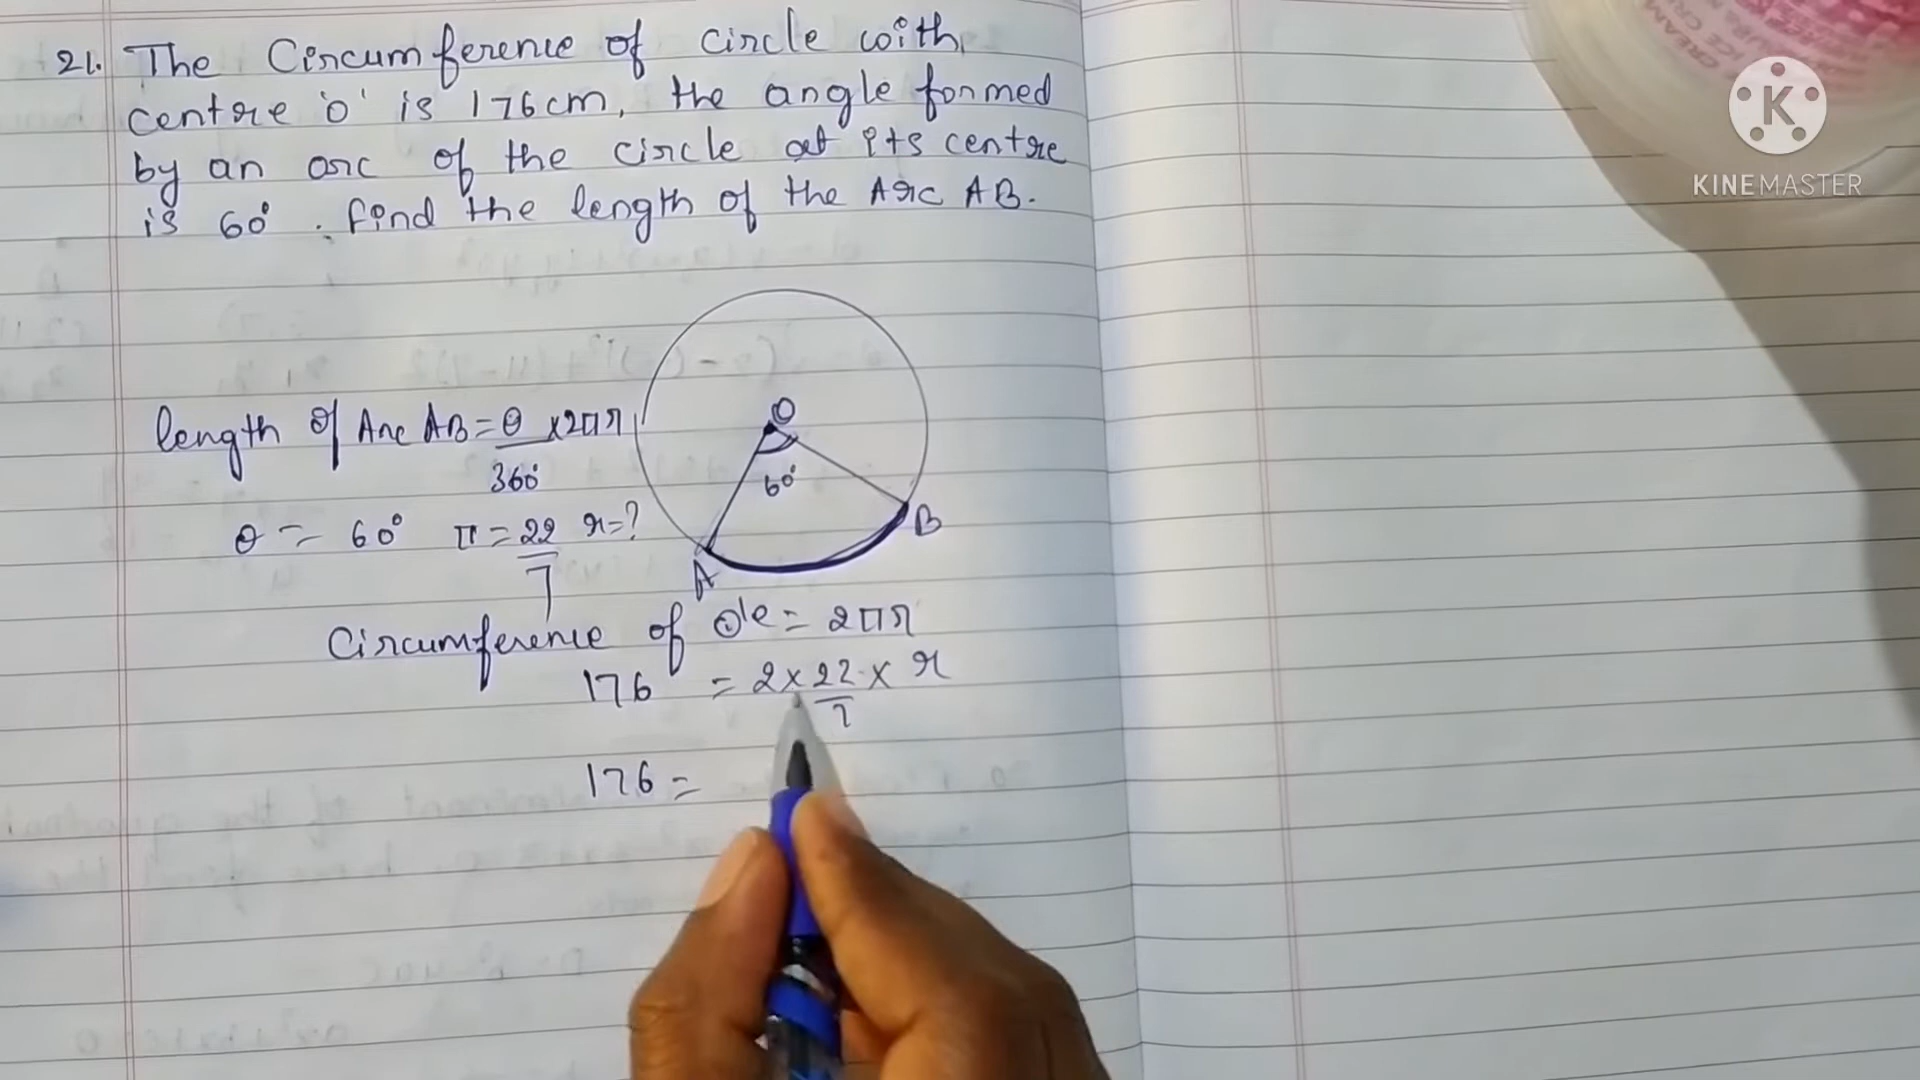 21. The Circumference of circle with
centre 'O' is 176cm, the angle formed
by an arc of the circle at its centre
is 60°. find the length of the Arc AB.
length of Arc AB = θ/360° × 2πr
O
60°
A
B
θ = 60° π = 22/7 r = ?
Circumference of ⊙le = 2πr
176 = 2 × 22/7 × r
176 =
K
KINEMASTER